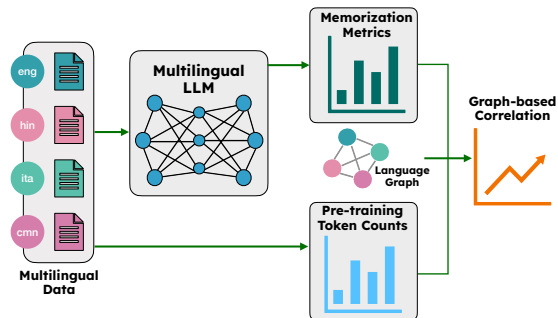 eng
hin
ita
cmn
Multilingual
Data
Multilingual
LLM
Memorization
Metrics
Language
Graph
Pre-training
Token Counts
Graph-based
Correlation